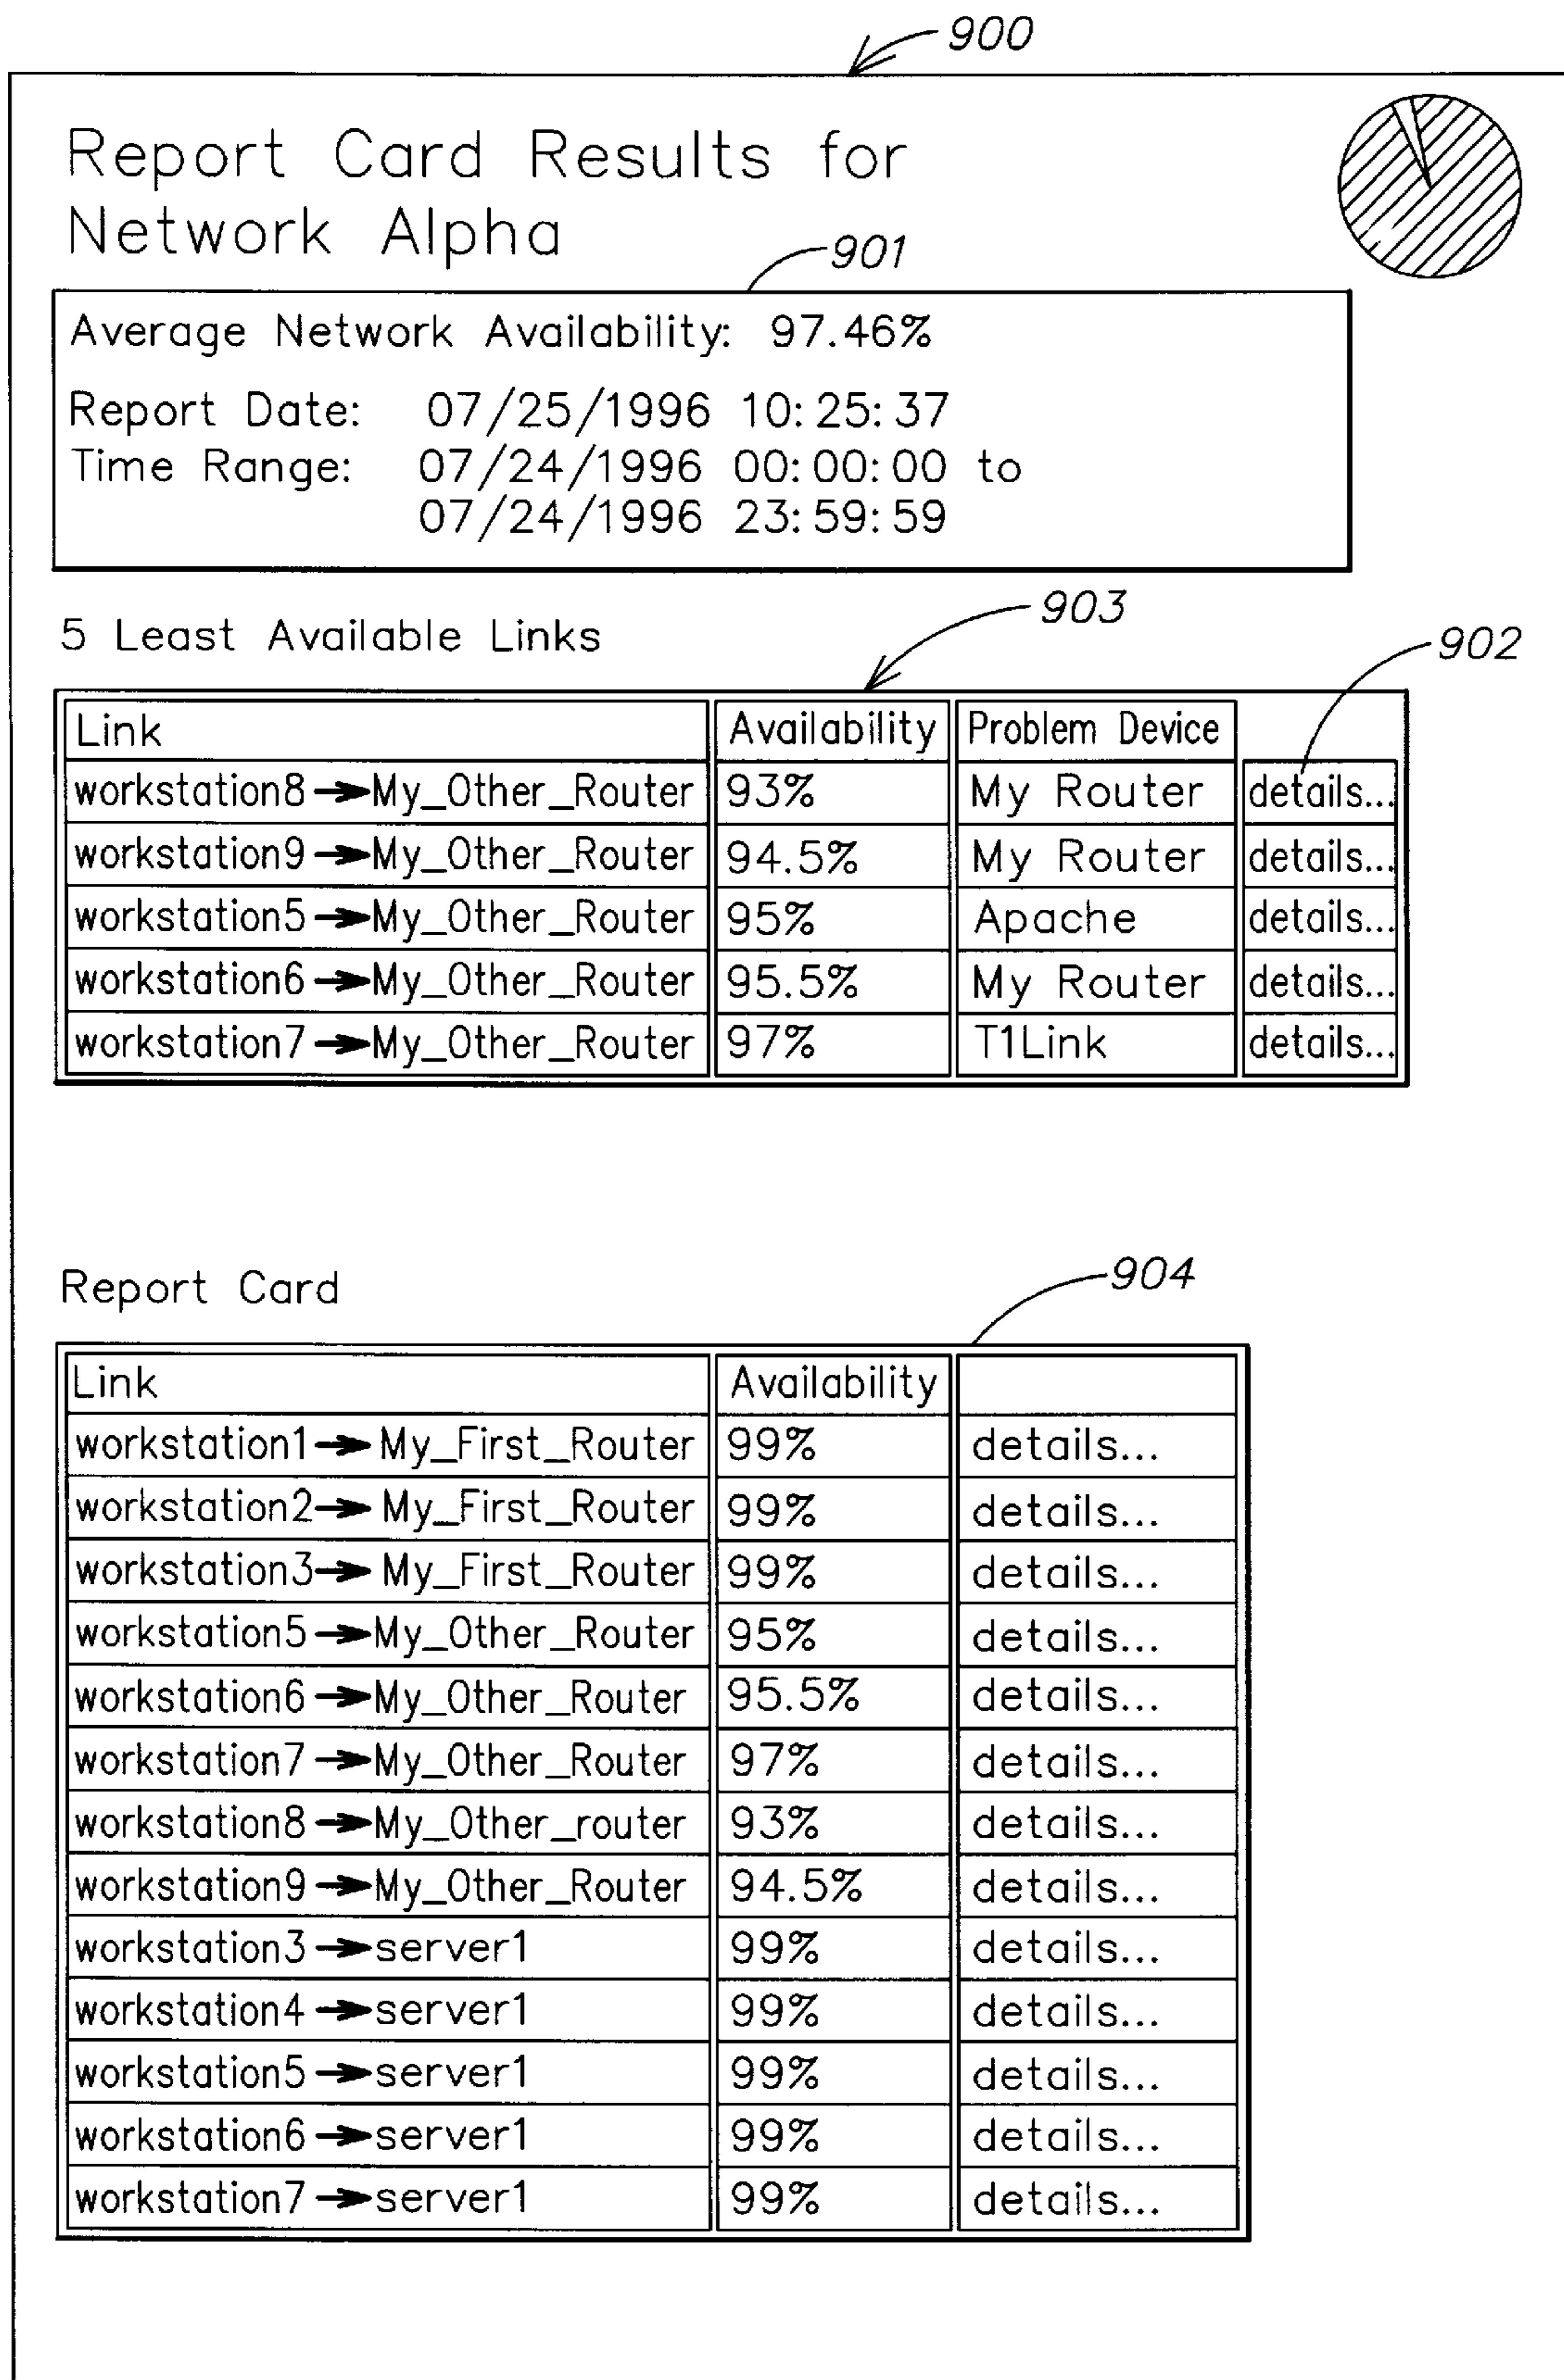 900
Report Card Results for
Network Alpha
901
Average Network Availability: 97.46%
Report Date: 07/25/1996 10:25:37
Time Range: 07/24/1996 00:00:00 to
07/24/1996 23:59:59
903
5 Least Available Links
902
Link Availability Problem Device
workstation8→My_Other_Router 93% My Router details...
workstation9→My_Other_Router 94.5% My Router details...
workstation5→My_Other_Router 95% Apache details...
workstation6→My_Other_Router 95.5% My Router details...
workstation7→My_Other_Router 97% T1Link details...
904
Report Card
Link Availability
workstation1→ My_First_Router 99% details...
workstation2→ My_First_Router 99% details...
workstation3→ My_First_Router 99% details...
workstation5→My_Other_Router 95% details...
workstation6→My_Other_Router 95.5% details...
workstation7→My_Other_Router 97% details...
workstation8→My_Other_router 93% details...
workstation9→My_Other_Router 94.5% details...
workstation3→server1 99% details...
workstation4→server1 99% details...
workstation5→server1 99% details...
workstation6→server1 99% details...
workstation7→server1 99% details...